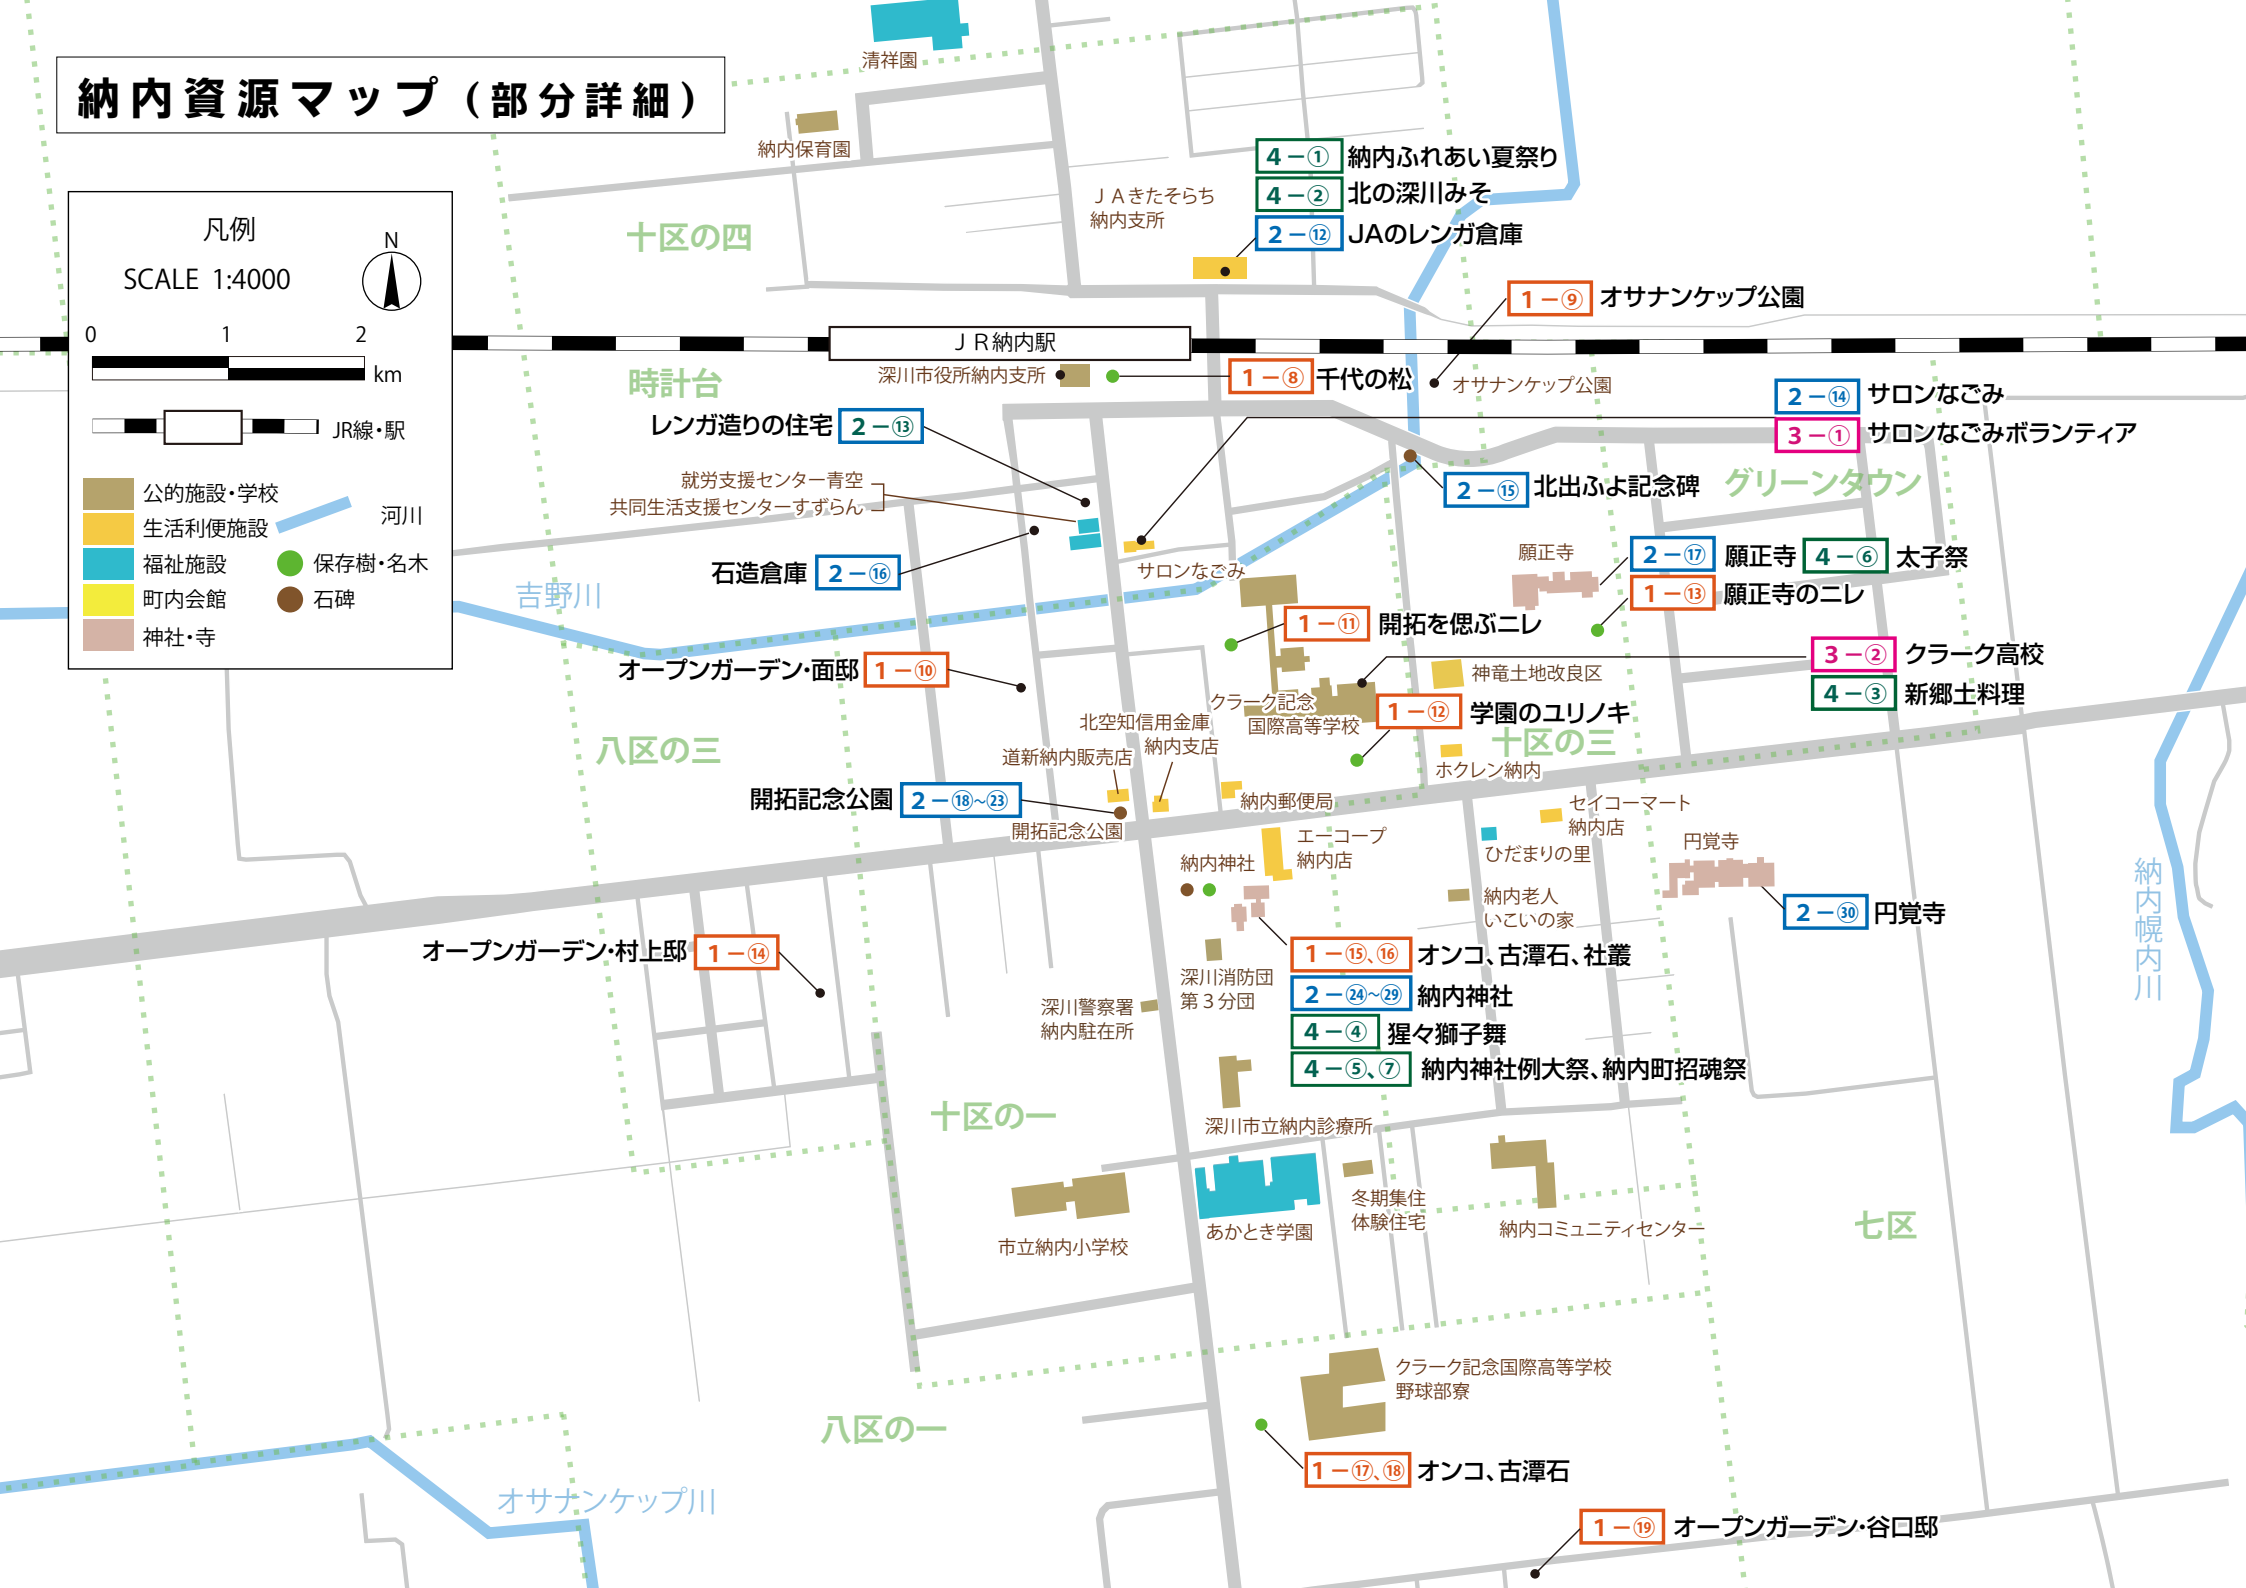 納内資源マップ（部分詳細）
凡例
SCALE 1:4000
N
0 1 2
km
JR線・駅
公的施設・学校
生活利便施設
河川
福祉施設
保存樹・名木
町内会館
石碑
神社・寺
清祥園
納内保育園
十区の四
ＪＡきたそらち
納内支所
4－① 納内ふれあい夏祭り
4－② 北の深川みそ
2－⑫ JAのレンガ倉庫
1－⑨ オサナンケップ公園
ＪＲ納内駅
深川市役所納内支所
1－⑧ 千代の松
オサナンケップ公園
時計台
レンガ造りの住宅 2－⑬
2－⑭ サロンなごみ
3－① サロンなごみボランティア
就労支援センター青空
共同生活支援センターすずらん
2－⑮ 北出ふよ記念碑
グリーンタウン
石造倉庫 2－⑯
サロンなごみ
願正寺
2－⑰ 願正寺 4－⑥ 太子祭
1－⑬ 願正寺のニレ
吉野川
1－⑪ 開拓を偲ぶニレ
オープンガーデン・面邸 1－⑩
3－② クラーク高校
4－③ 新郷土料理
神竜土地改良区
クラーク記念
国際高等学校
1－⑫ 学園のユリノキ
北空知信用金庫
納内支店
道新納内販売店
八区の三
十区の三
ホクレン納内
開拓記念公園 2－⑱～㉓
開拓記念公園
納内郵便局
セイコーマート
納内店
エーコープ
納内店
ひだまりの里
円覚寺
納内神社
納内老人
いこいの家
2－㉚ 円覚寺
納内幌内川
オープンガーデン・村上邸 1－⑭
1－⑮、⑯ オンコ、古潭石、社叢
2－㉔～㉙ 納内神社
4－④ 猩々獅子舞
4－⑤、⑦ 納内神社例大祭、納内町招魂祭
深川消防団
第３分団
深川警察署
納内駐在所
十区の一
深川市立納内診療所
冬期集住
体験住宅
あかとき学園
市立納内小学校
納内コミュニティセンター
七区
クラーク記念国際高等学校
野球部寮
八区の一
1－⑰、⑱ オンコ、古潭石
オサナンケップ川
1－⑲ オープンガーデン・谷口邸